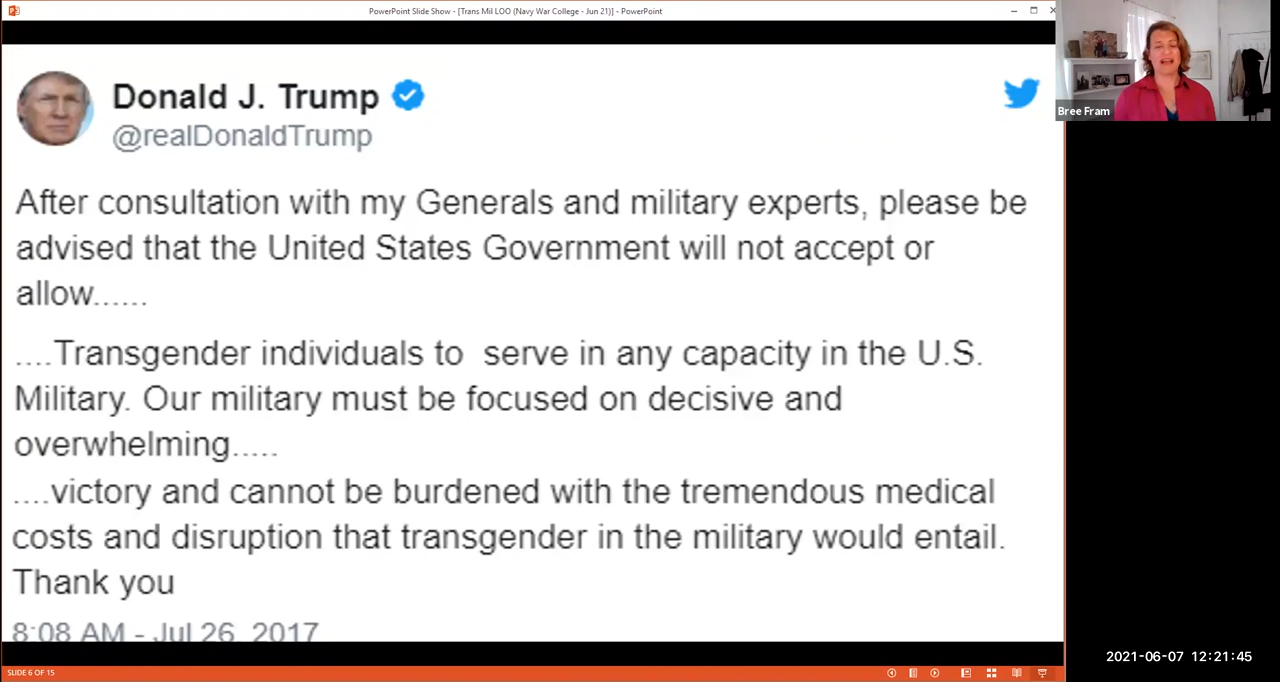 PowerPoint Slide Show - [Trans Mil LOO (Navy War College - Jun 21)] - PowerPoint
Donald J. Trump
@realDonaldTrump
Bree Fram
After consultation with my Generals and military experts, please be
advised that the United States Government will not accept or
allow......
....Transgender individuals to  serve in any capacity in the U.S.
Military. Our military must be focused on decisive and
overwhelming.....
....victory and cannot be burdened with the tremendous medical
costs and disruption that transgender in the military would entail.
Thank you
8:08 AM - Jul 26, 2017
2021-06-07 12:21:45
SLIDE 6 OF 15